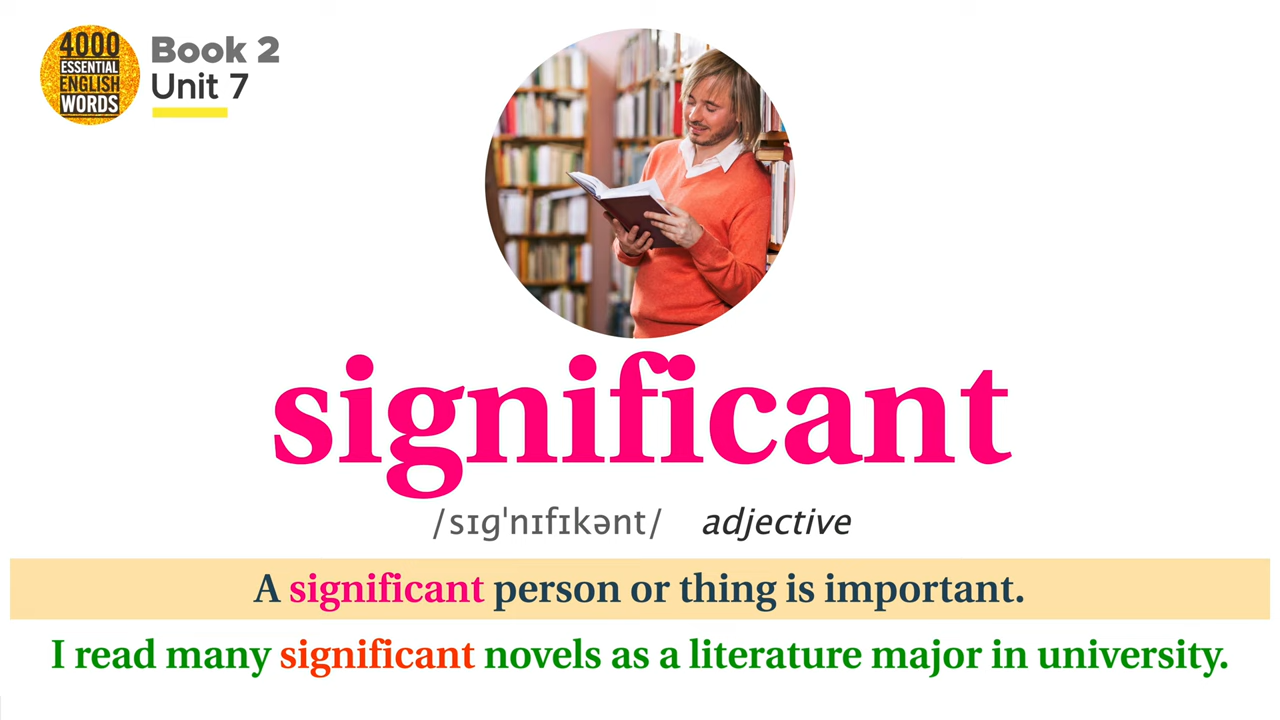 4000
ESSENTIAL
ENGLISH
WORDS
Book 2
Unit 7
significant
/sɪɡˈnɪfɪkənt/ adjective
A significant person or thing is important.
I read many significant novels as a literature major in university.